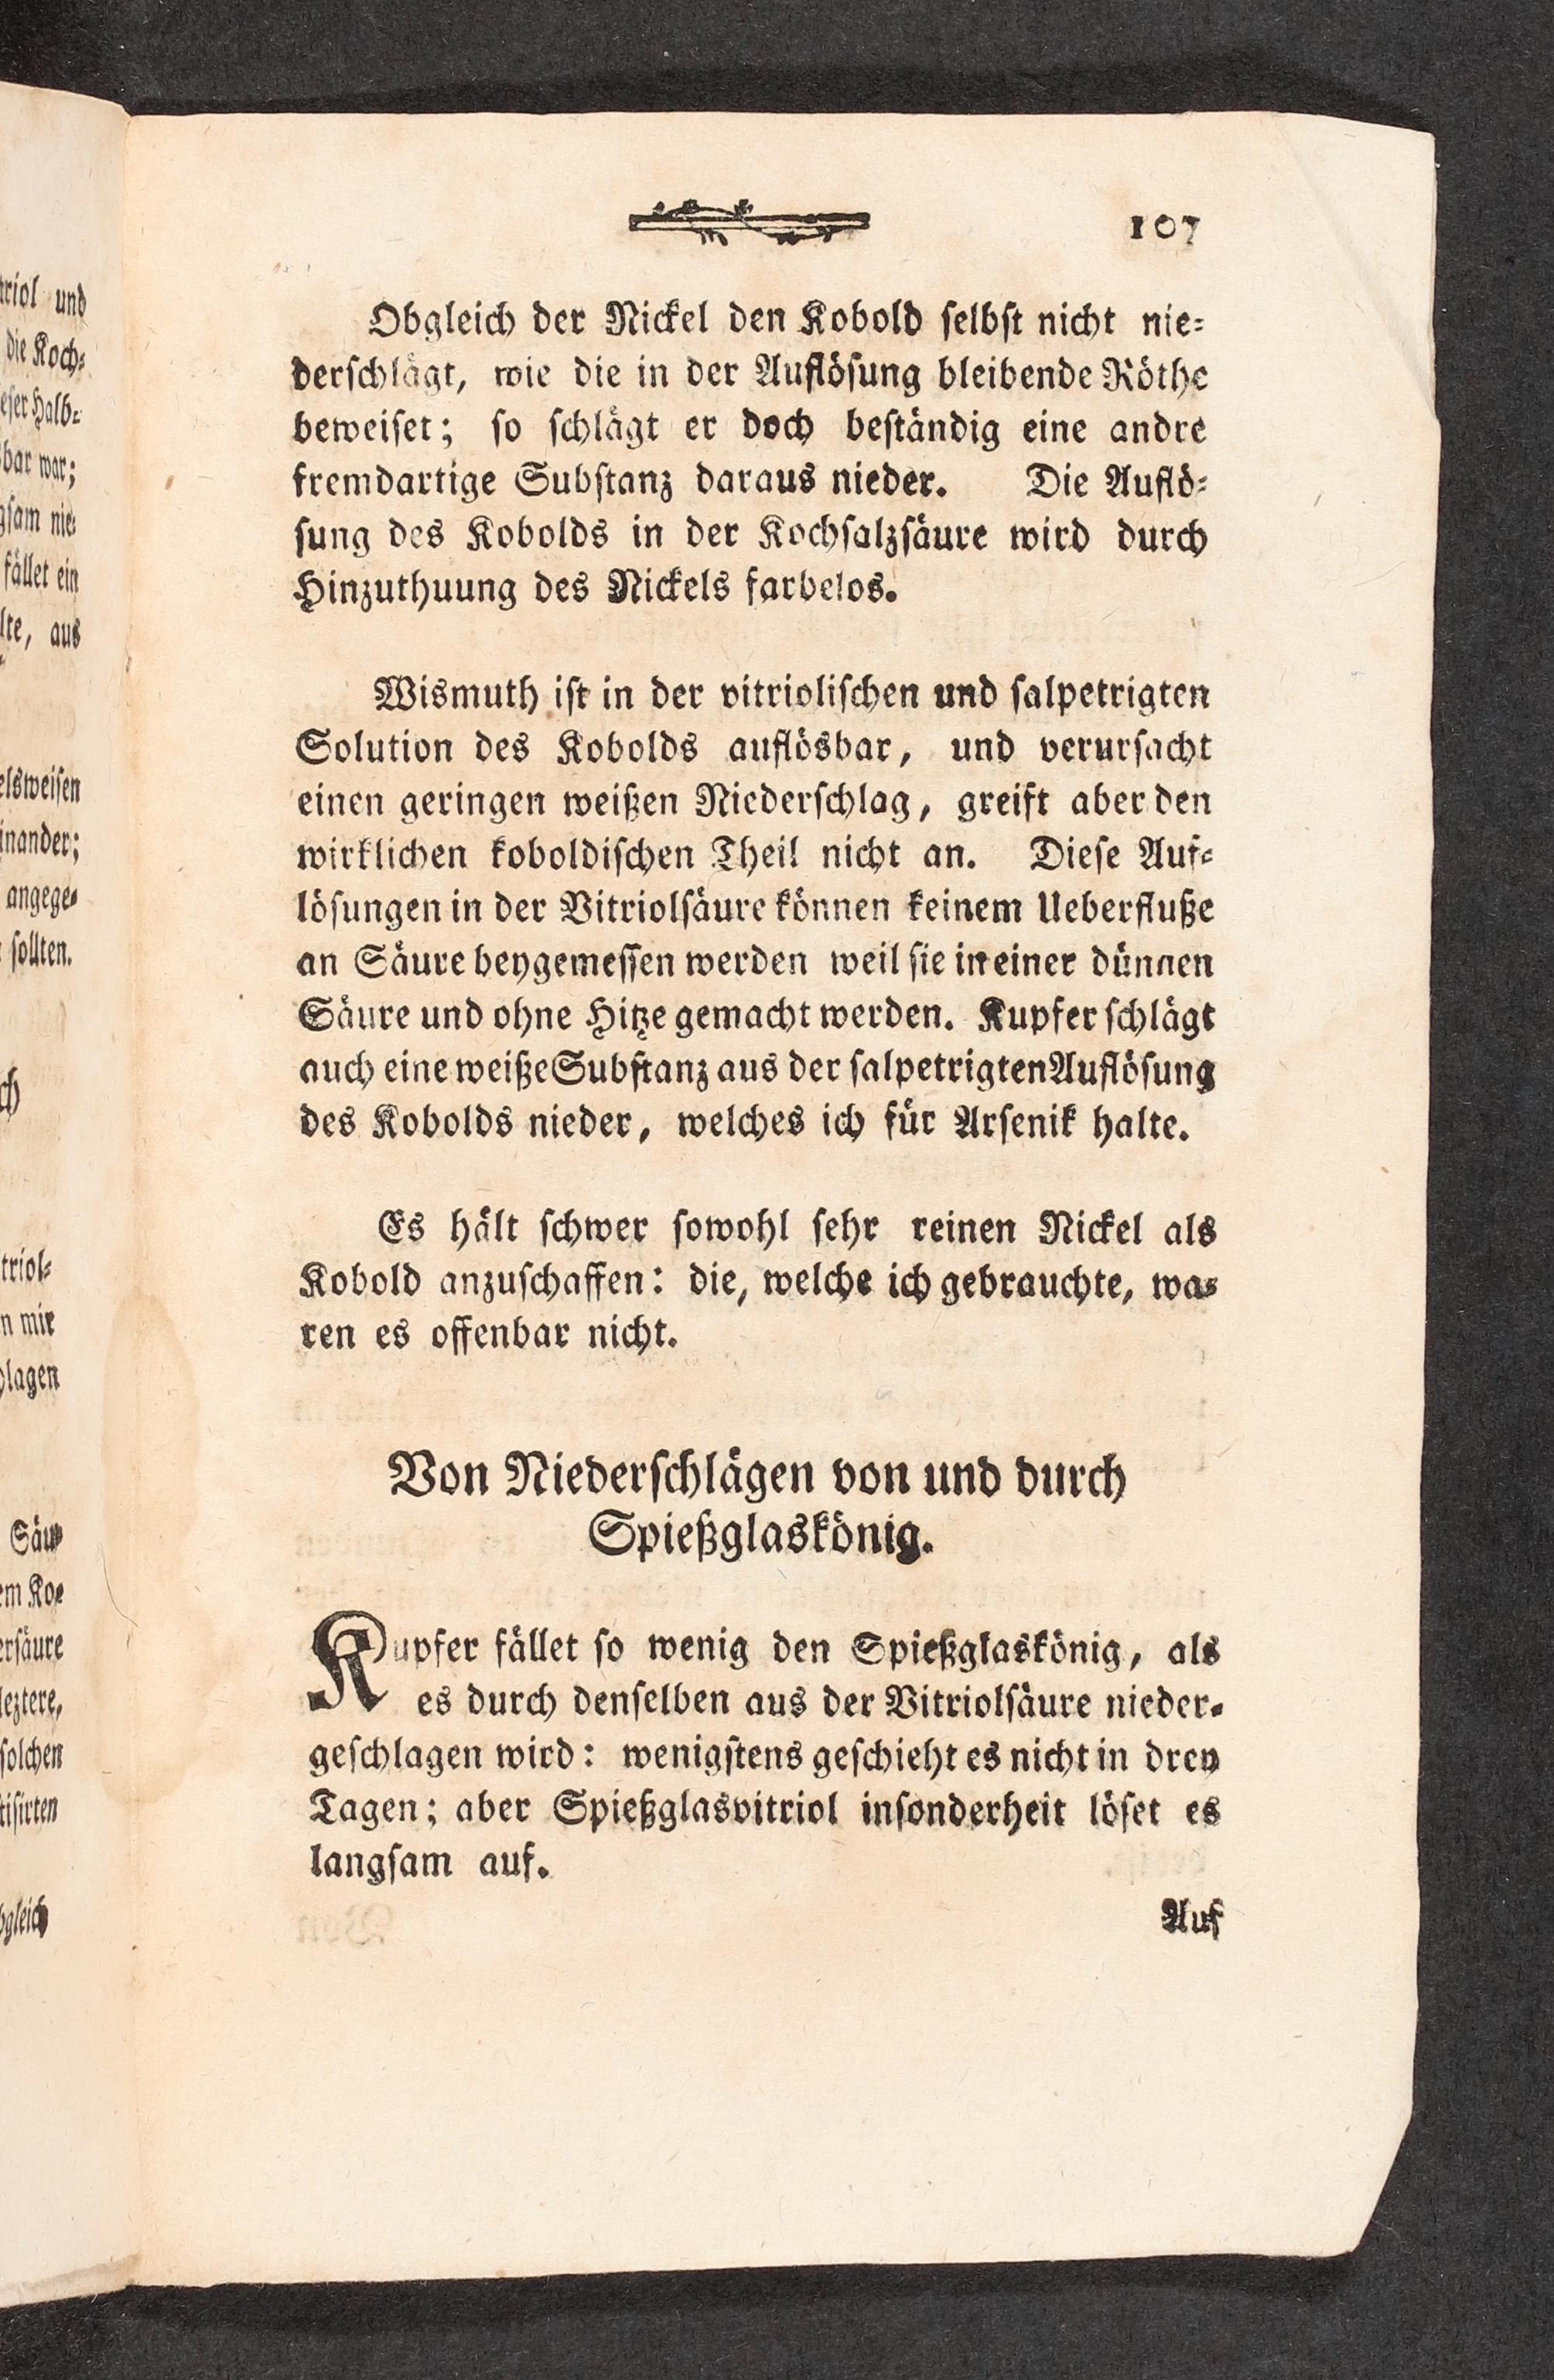 107
Obgleich der Nickel den Kobold selbst nicht nie-
derschlägt, wie die in der Auflösung bleibende Röthe
beweiset; so schlägt er doch beständig eine andre
fremdartige Substanz daraus nieder. Die Auflö-
sung des Kobolds in der Kochsalzsäure wird durch
Hinzuthuung des Nickels farbelos.
Wismuth ist in der vitriolischen und salpetrigten
Solution des Kobolds auflösbar, und verursacht
einen geringen weißen Niederschlag, greift aber den
wirklichen koboldischen Theil nicht an. Diese Auf-
lösungen in der Vitriolsäure können keinem Ueberfluße
an Säure beygemessen werden weil sie in einer dünnen
Säure und ohne Hitze gemacht werden. Kupfer schlägt
auch eine weiße Substanz aus der salpetrigten Auflösung
des Kobolds nieder, welches ich für Arsenik halte.
Es hält schwer sowohl sehr reinen Nickel als
Kobold anzuschaffen: die, welche ich gebrauchte, wa-
ren es offenbar nicht.
Von Niederschlägen von und durch
Spießglaskönig.
Kupfer fället so wenig den Spießglaskönig, als
es durch denselben aus der Vitriolsäure nieder-
geschlagen wird: wenigstens geschieht es nicht in drey
Tagen; aber Spießglasvitriol insonderheit löset es
langsam auf.
Auf